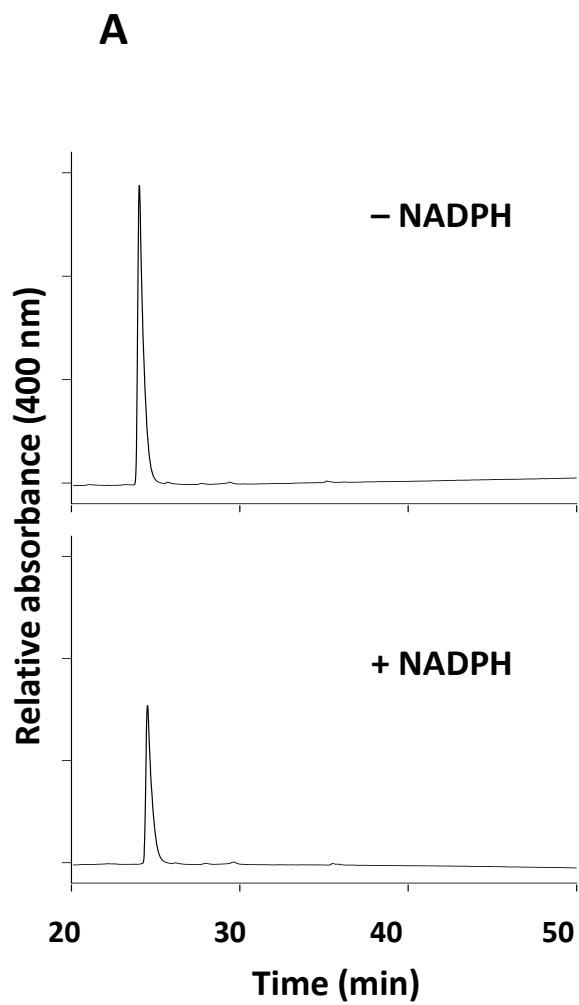 A
– NADPH
+ NADPH
Relative absorbance (400 nm)
20 30 40 50
Time (min)